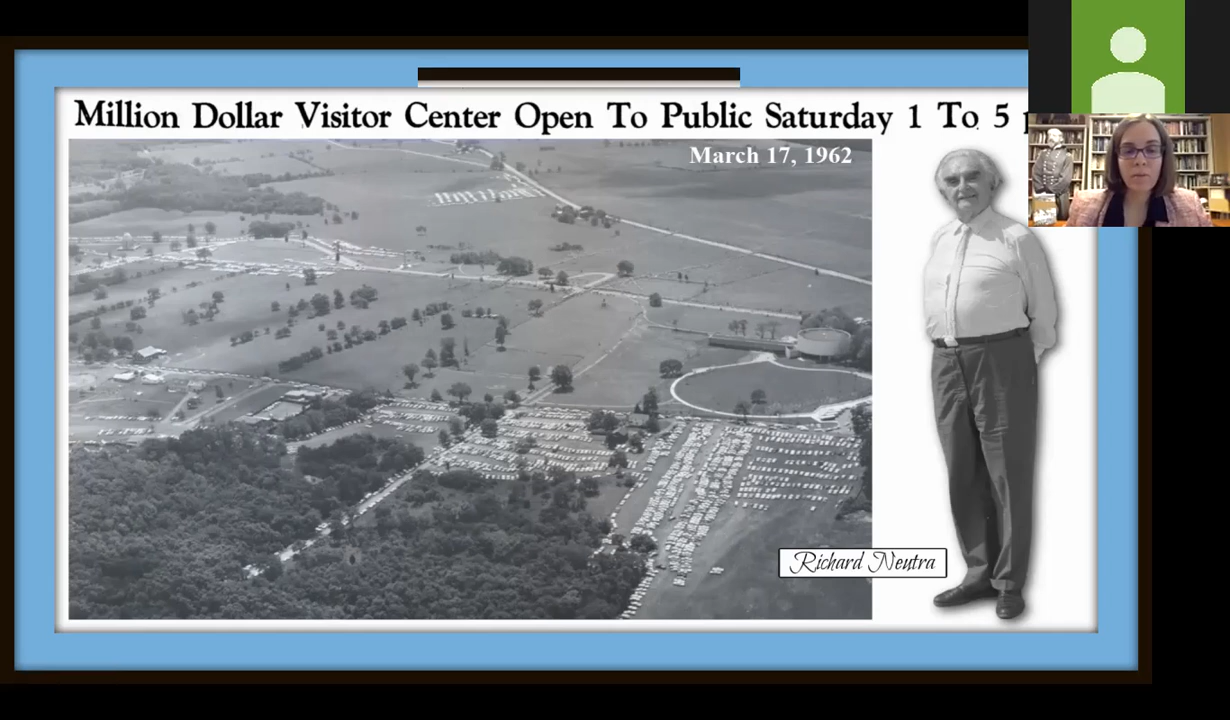 Million Dollar Visitor Center Open To Public Saturday 1 To 5
March 17, 1962
Richard Neutra